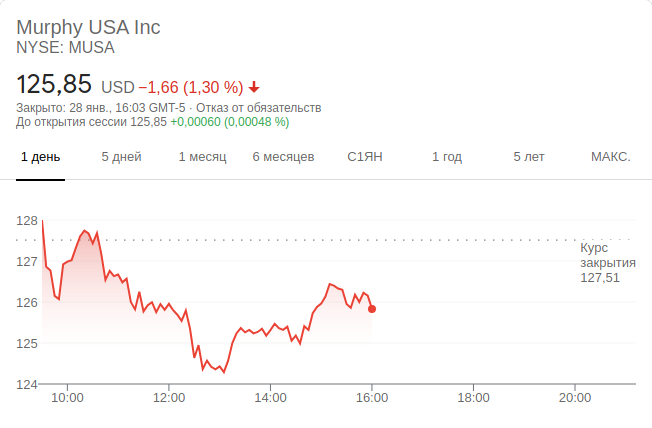 Murphy USA Inc
NYSE: MUSA
125,85 USD −1,66 (1,30 %)
Закрыто: 28 янв., 16:03 GMT-5 · Отказ от обязательств
До открытия сессии 125,85 +0,00060 (0,00048 %)
1 день 5 дней 1 месяц 6 месяцев С1ЯН 1 год 5 лет МАКС.
128
127
126
125
124
Курс
закрытия
127,51
10:00 12:00 14:00 16:00 18:00 20:00